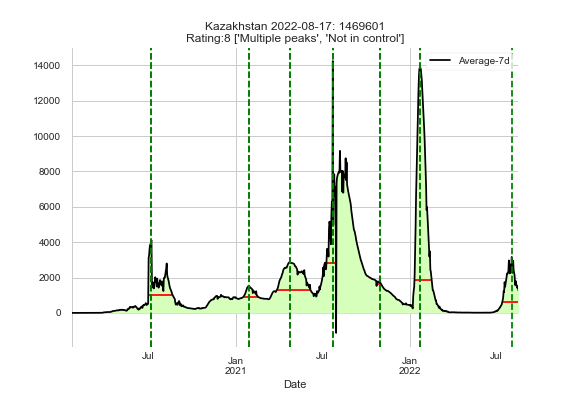 Kazakhstan 2022-08-17: 1469601
Rating:8 ['Multiple peaks', 'Not in control']
Average-7d
14000
12000
10000
8000
6000
4000
2000
0
Jul
Jan
2021
Jul
Jan
2022
Jul
Date